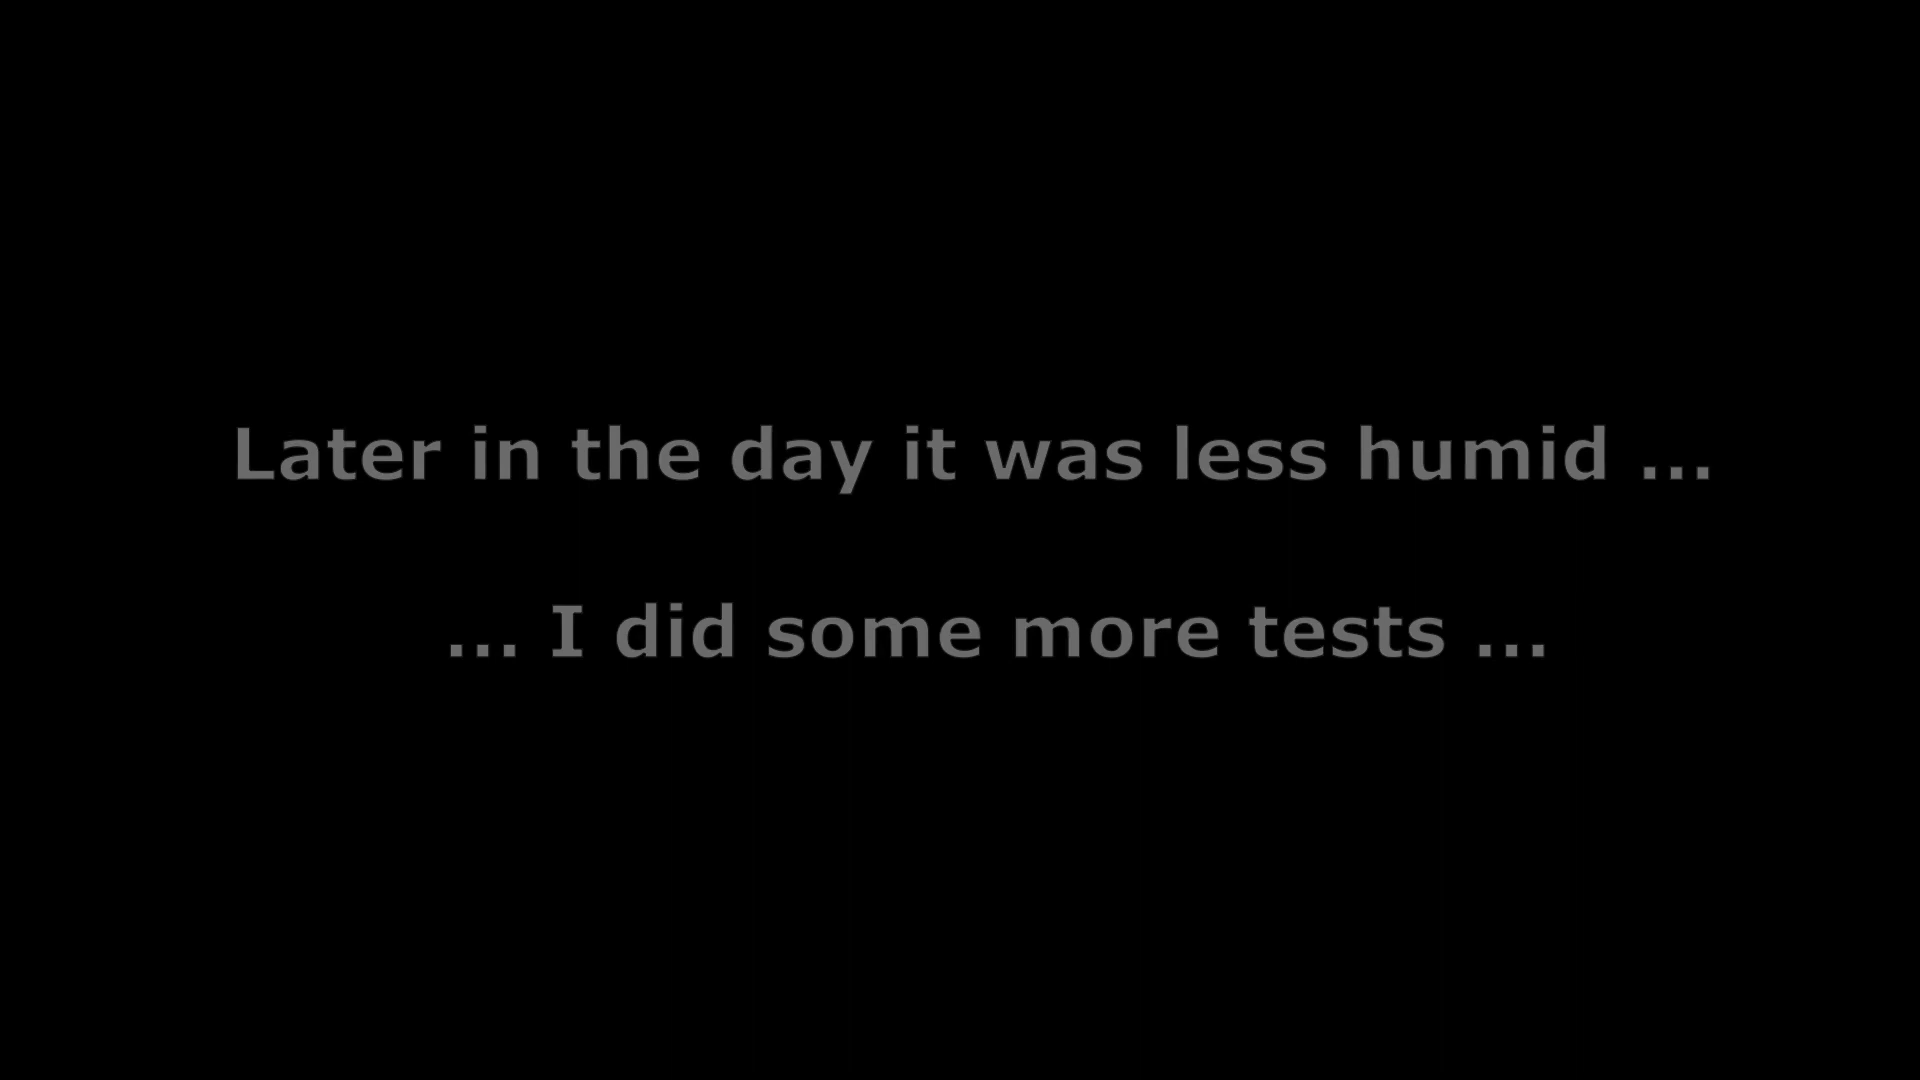 Later in the day it was less humid ...
... I did some more tests ...